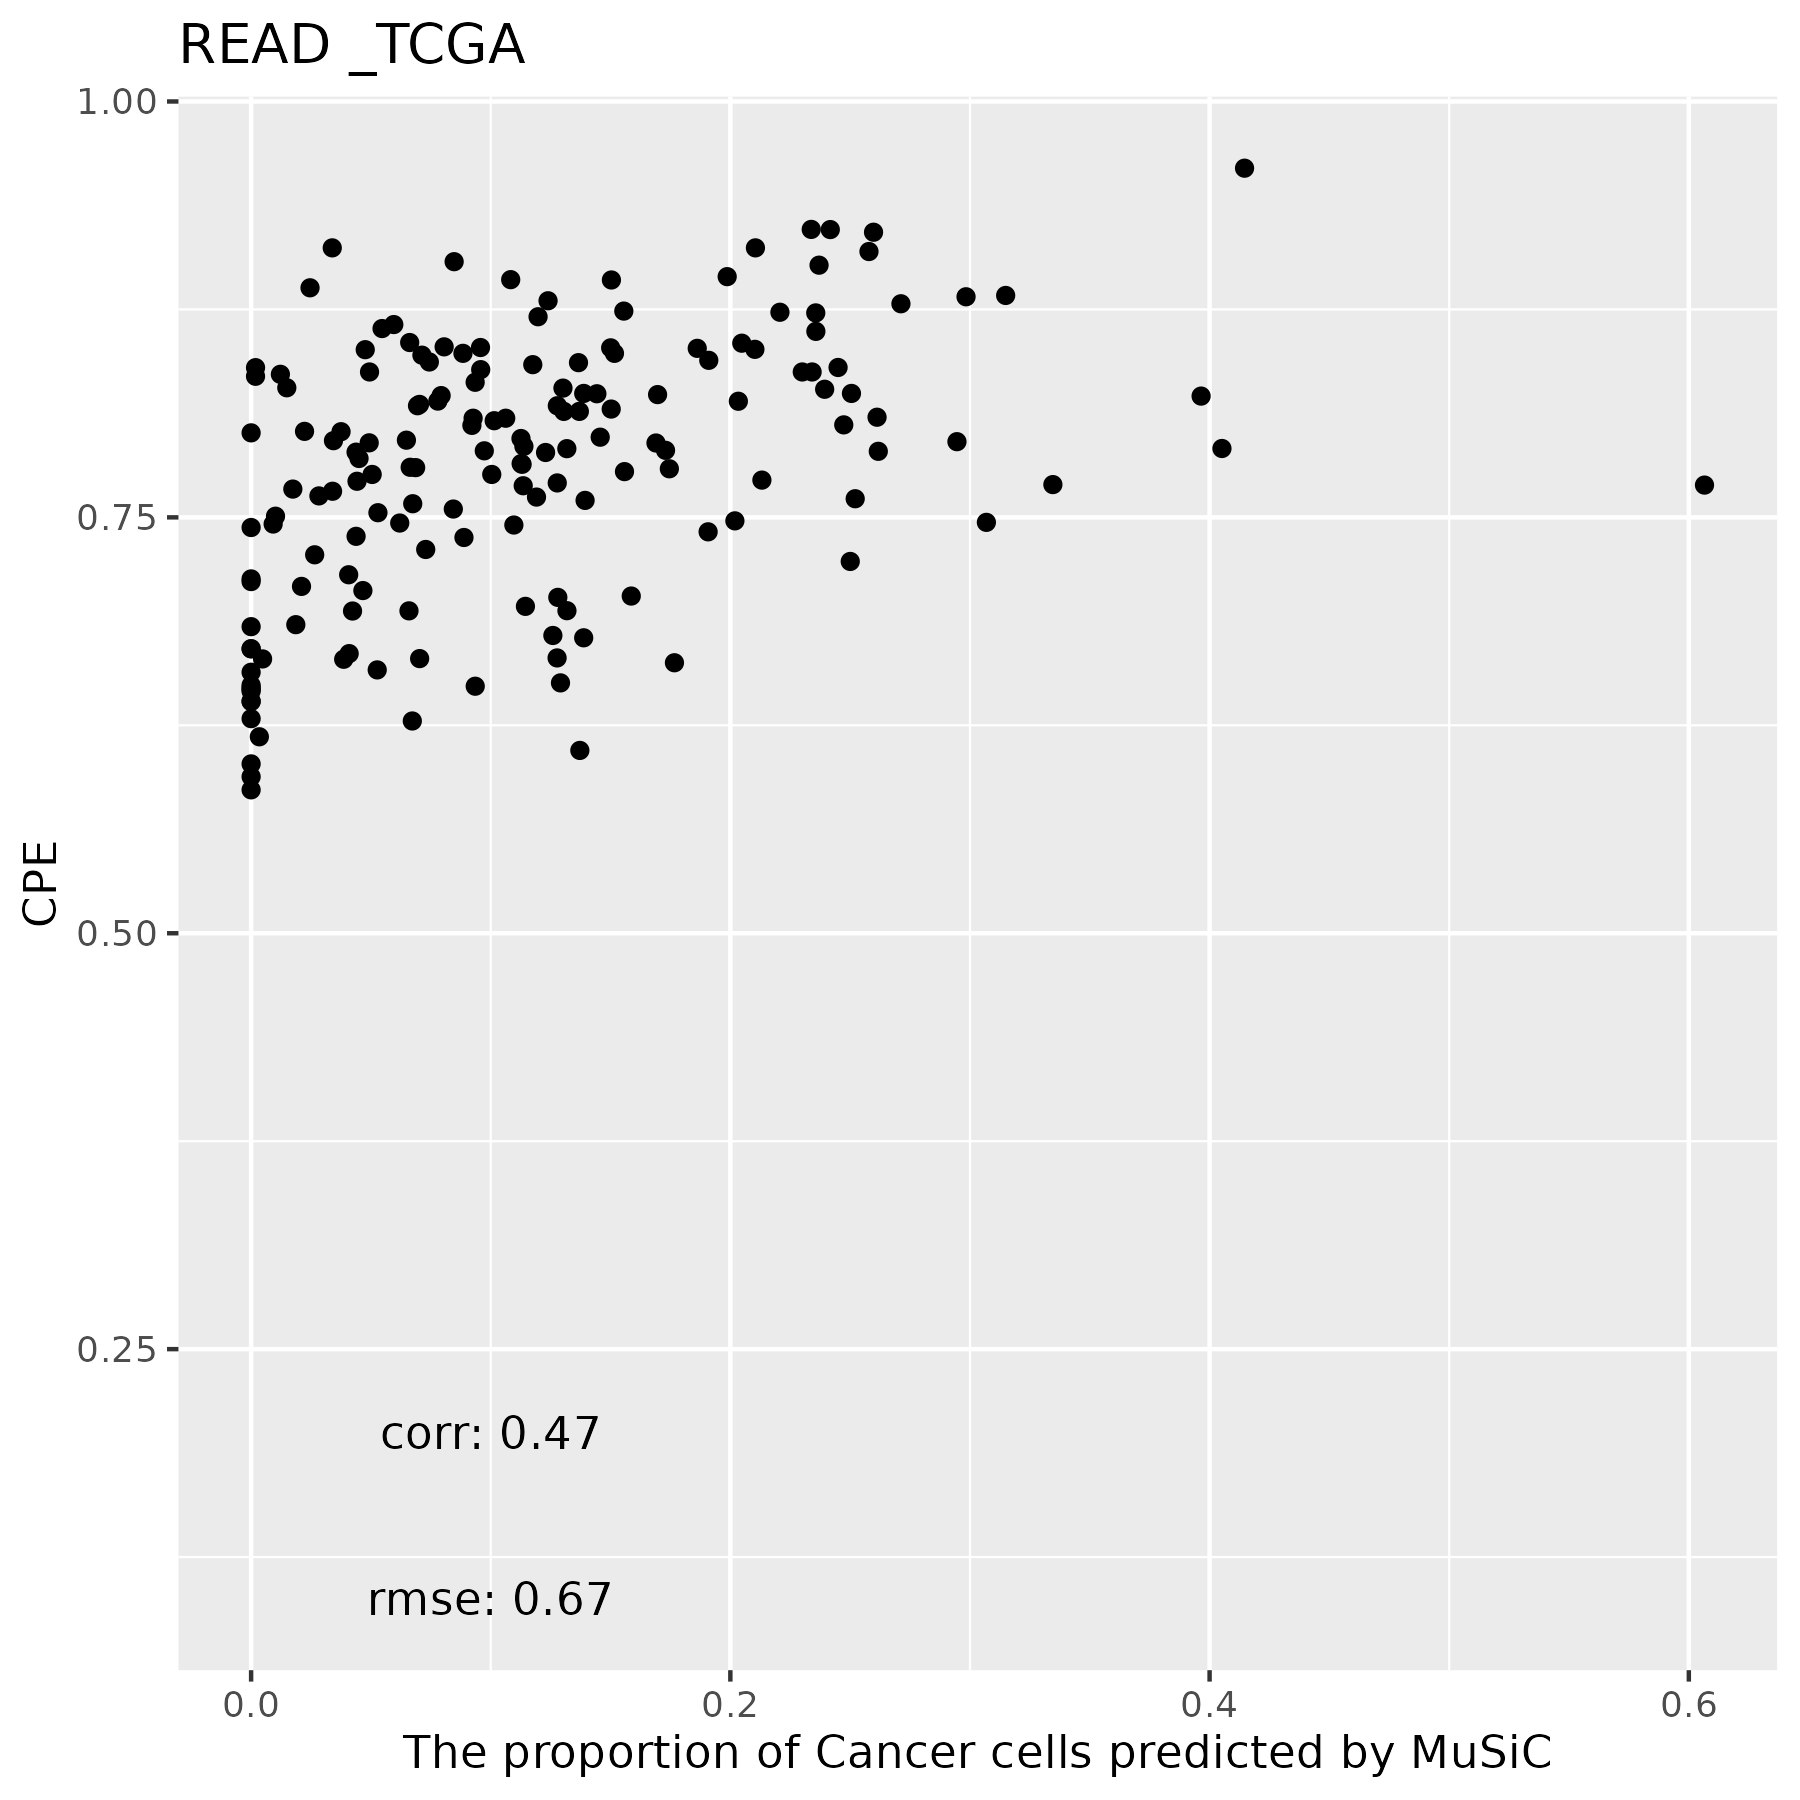 READ _TCGA
1.00
0.75
0.50
0.25
CPE
corr: 0.47
rmse: 0.67
0.0
0.2
0.4
0.6
The proportion of Cancer cells predicted by MuSiC